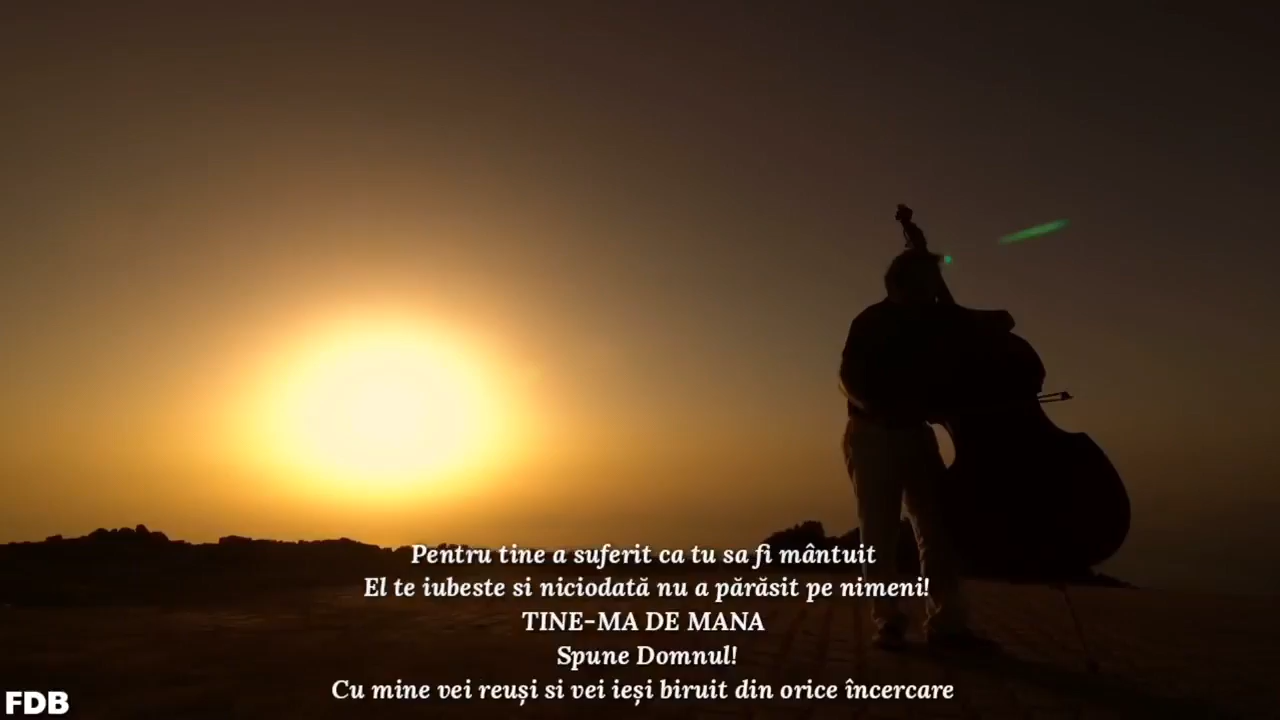 Pentru tine a suferit ca tu sa fi mântuit
El te iubeste si niciodată nu a părăsit pe nimeni!
TINE-MA DE MANA
Spune Domnul!
Cu mine vei reuși si vei ieși biruit din orice încercare
FDB